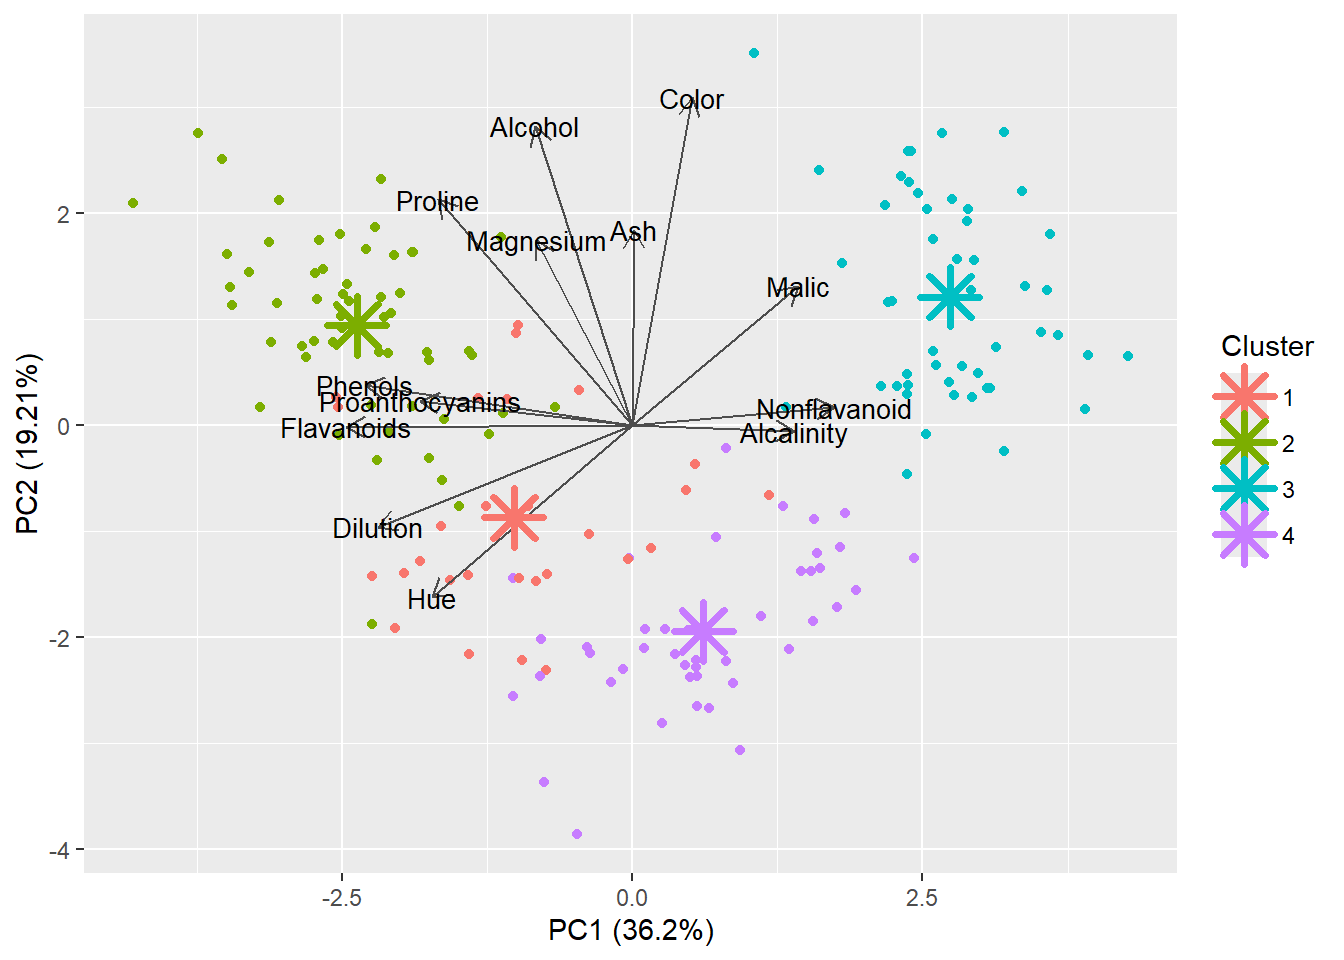 Color
Alcohol
Proline
Ash
Magnesium
Malic
Phenols
Proanthocyanins
Nonflavanoid
Flavanoids
Alcalinity
Dilution
Hue
2
0
-2
-4
-2.5
0.0
2.5
PC1 (36.2%)
PC2 (19.21%)
Cluster
1
2
3
4